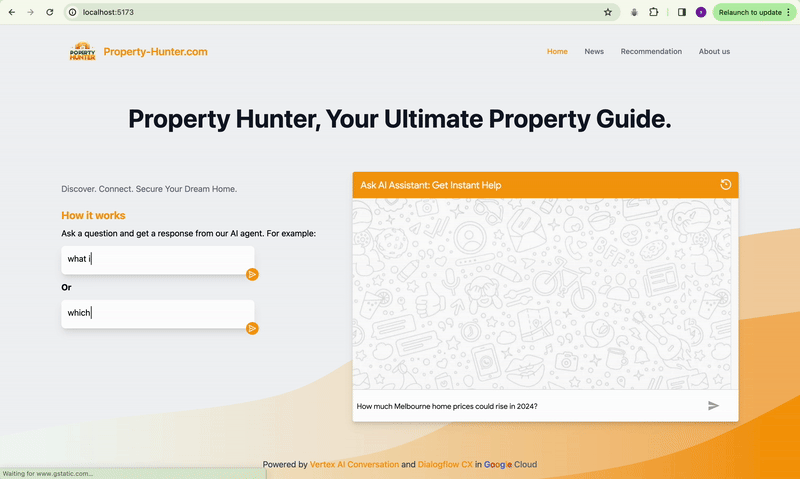 localhost:5173
Relaunch to update
POPERTY
HUNTER
Property-Hunter.com
Home
News
Recommendation
About us
Property Hunter, Your Ultimate Property Guide.
Discover. Connect. Secure Your Dream Home.
How it works
Ask a question and get a response from our AI agent. For example:
what i
Or
which
Ask AI Assistant: Get Instant Help
How much Melbourne home prices could rise in 2024?
Powered by Vertex AI Conversation and Dialogflow CX in Google Cloud
Waiting for www.gstatic.com...